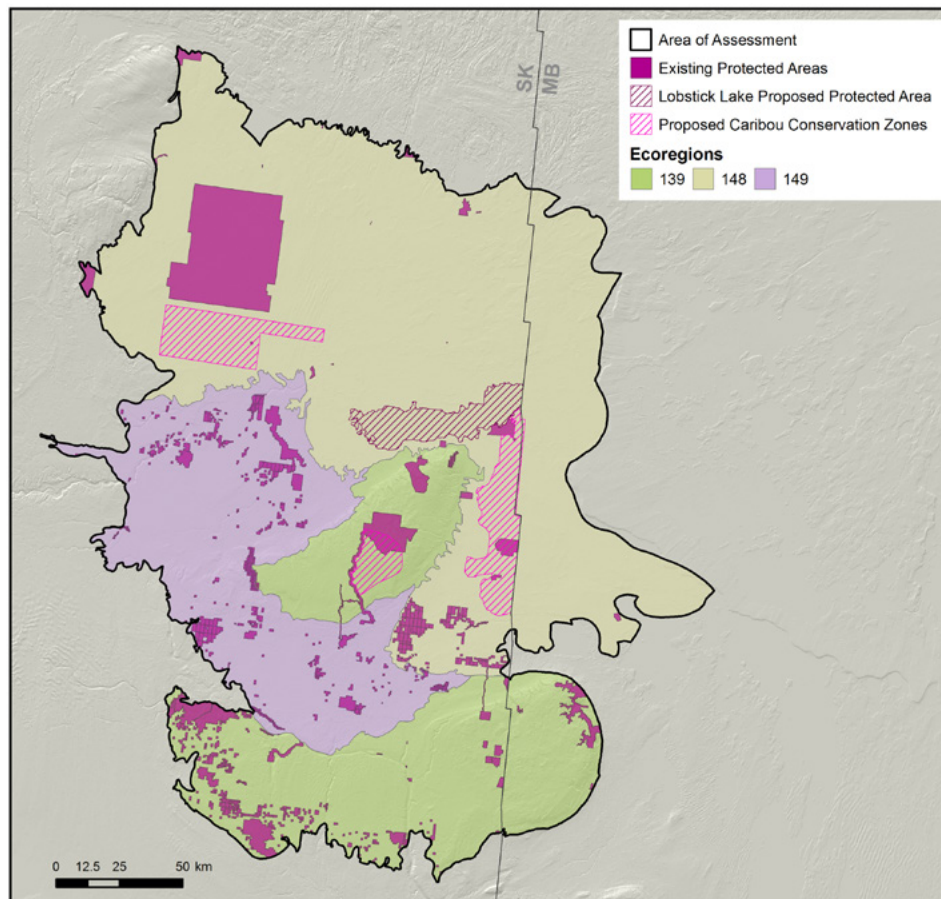 SK
MB
Area of Assessment
Existing Protected Areas
Lobstick Lake Proposed Protected Area
Proposed Caribou Conservation Zones
Ecoregions
139 148 149
0 12.5 25 50 km